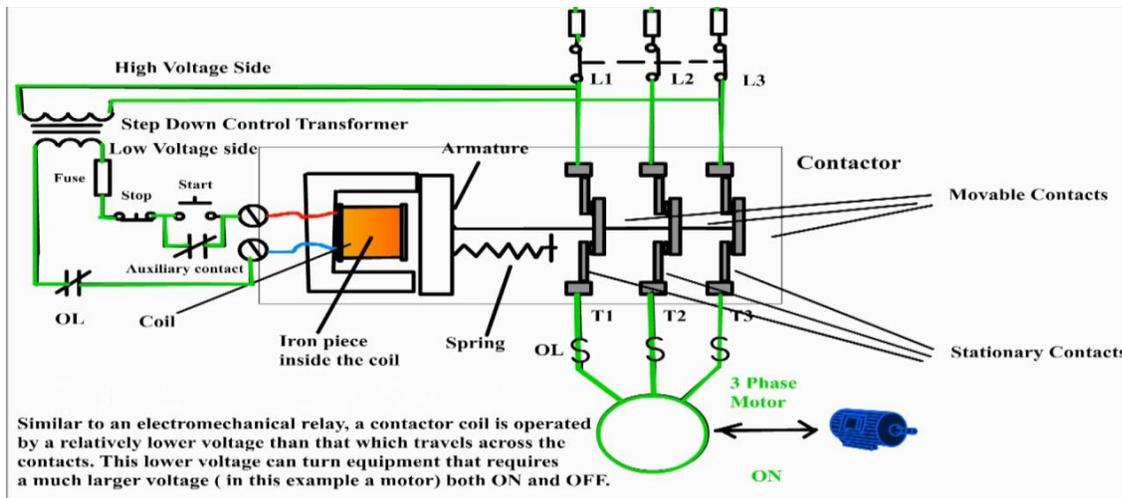 L1
L2
L3
High Voltage Side
Step Down Control Transformer
Low Voltage side
Armature
Contactor
Fuse
Start
Stop
Movable Contacts
Auxiliary contact
OL
Coil
Iron piece
inside the coil
Spring
T1
T2
T3
OL
Stationary Contacts
3 Phase
Motor
ON
Similar to an electromechanical relay, a contactor coil is operated
by a relatively lower voltage than that which travels across the
contacts. This lower voltage can turn equipment that requires
a much larger voltage ( in this example a motor) both ON and OFF.